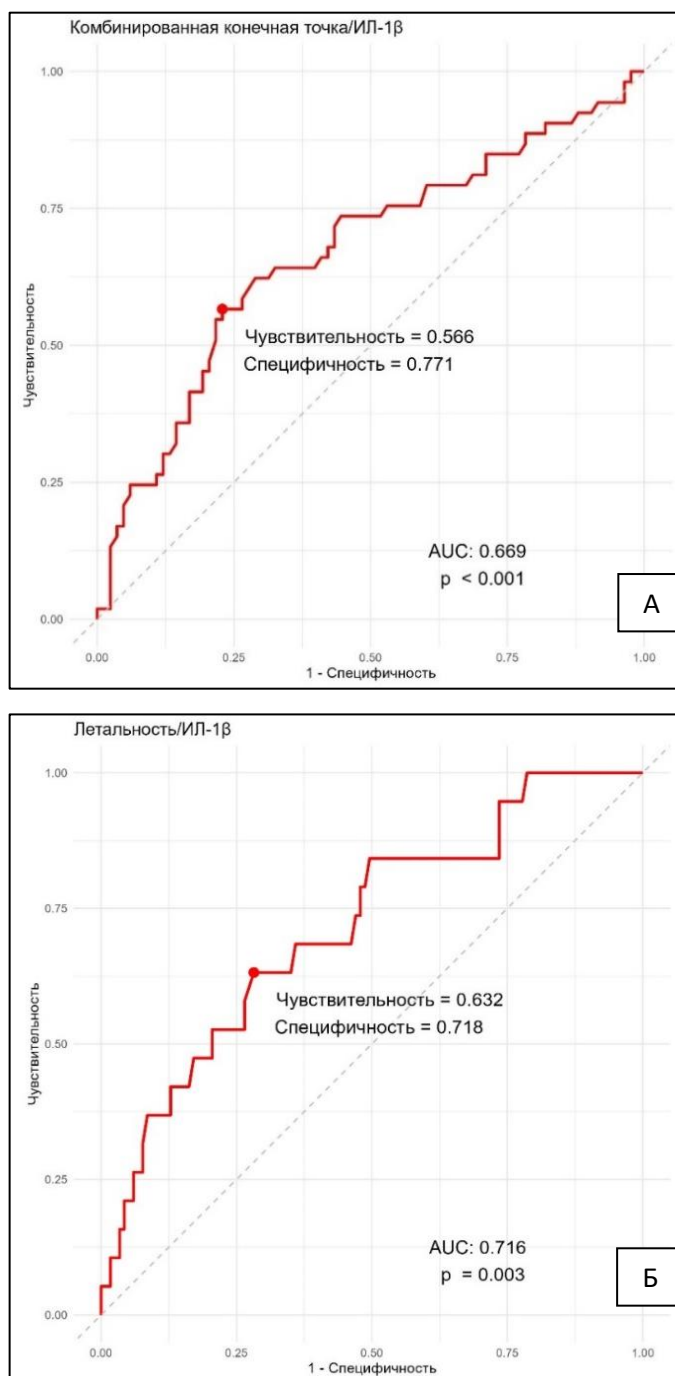 Комбинированная конечная точка/ИЛ-1β
1.00
0.75
0.50
0.25
0.00
Чувствительность
Чувствительность = 0.566
Специфичность = 0.771
AUC: 0.669
p < 0.001
А
0.00 0.25 0.50 0.75 1.00
1 - Специфичность
Летальность/ИЛ-1β
1.00
0.75
0.50
0.25
0.00
Чувствительность
Чувствительность = 0.632
Специфичность = 0.718
AUC: 0.716
p = 0.003
Б
0.00 0.25 0.50 0.75 1.00
1 - Специфичность